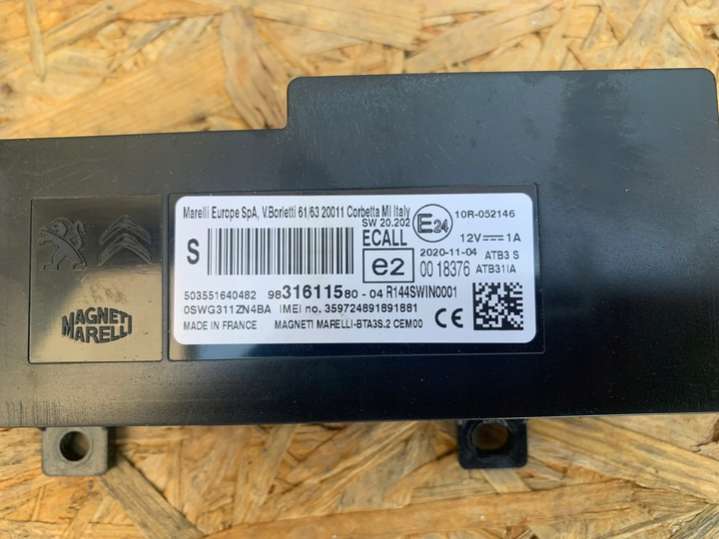 Marelli Europe SpA, V.Borletti 61/63 20011 Corbetta MI Italy
SW 20.202
E24
10R-052146
S
ECALL
12V 1A
e2
2020-11-04
ATB3 S
00 18376
ATB31IA
503551640482
9831611580-04 R144SWIN0001
0SWG311ZN4BA
IMEI no. 359724891891881
MADE IN FRANCE
MAGNETI MARELLI-BTA3S.2 CEM00
CE
MAGNETI
MARELLI